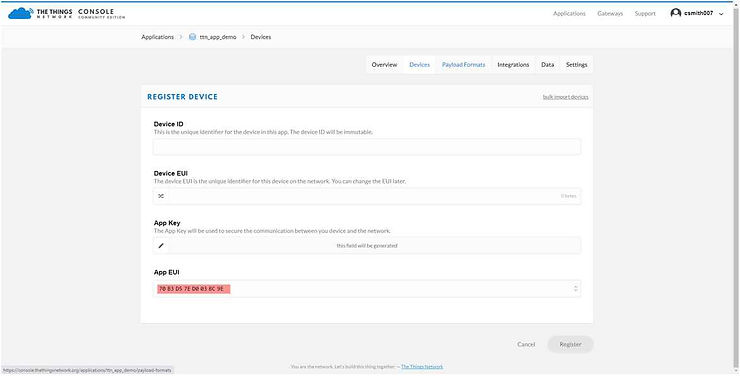 THE THINGS NETWORK CONSOLE COMMUNITY EDITION
Applications Gateways Support csmith007
Applications > ttn_app_demo > Devices
Overview Devices Payload Formats Integrations Data Settings
REGISTER DEVICE bulk import devices
Device ID
This is the unique identifier for the device in this app. The device ID will be immutable.
Device EUI
The device EUI is the unique identifier for this device on the network. You can change the EUI later.
0 bytes
App Key
The App Key will be used to secure the communication between you device and the network.
this field will be generated
App EUI
70 B3 D5 7E D0 03 8C 9E
Cancel Register
You are the network. Let's build this thing together. — The Things Network
https://console.thethingsnetwork.org/applications/ttn_app_demo/payload-formats